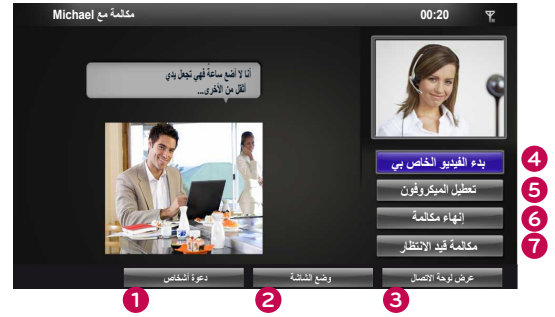 مكالمة مع Michael
00:20
أنا لا أضع ساعةً فهي تجعل يدي
أثقل من الأخرى...
بدء الفيديو الخاص بي
4
تعطيل الميكروفون
5
إنهاء مكالمة
6
مكالمة قيد الانتظار
7
عرض لوحة الاتصال
وضع الشاشة
دعوة أشخاص
3
2
1